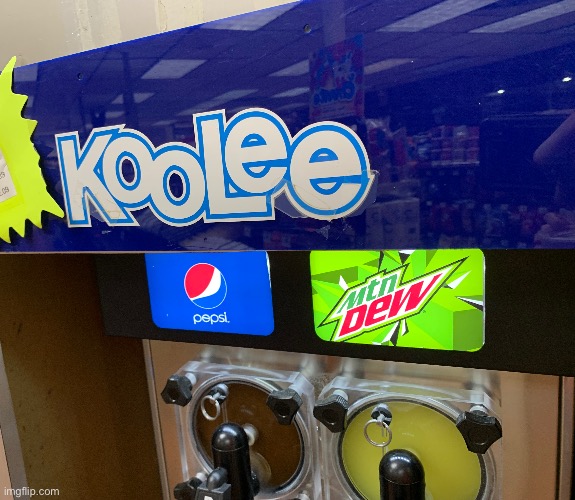 KOOLEE
pepsi.
mtn
DEW
imgflip.com